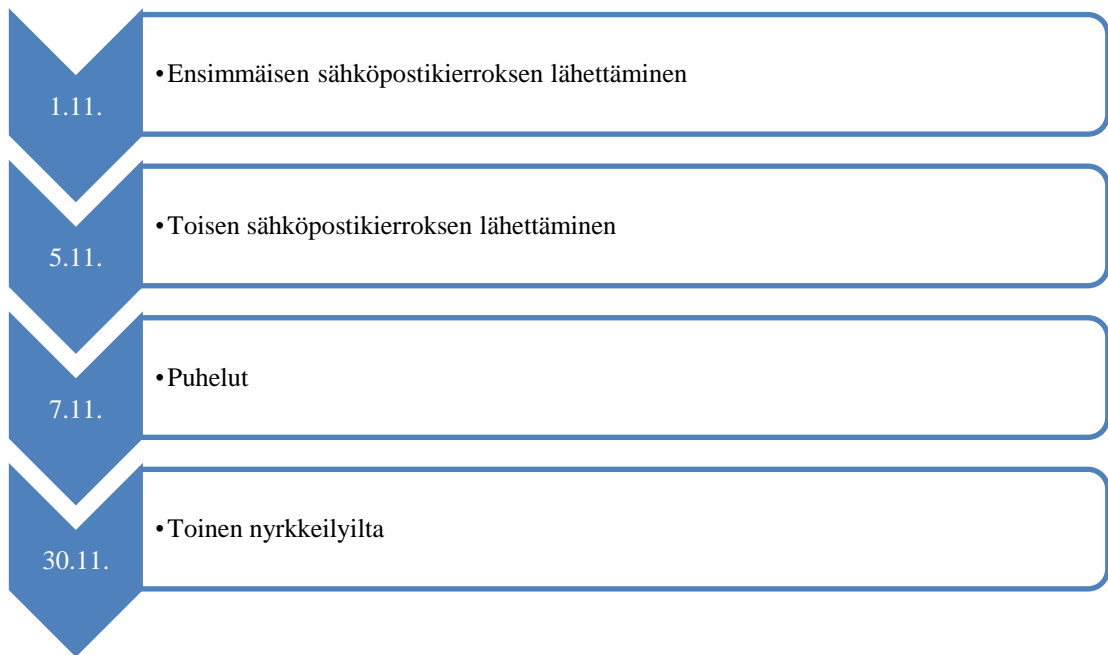 1.11.
•Ensimmäisen sähköpostikierroksen lähettäminen
5.11.
•Toisen sähköpostikierroksen lähettäminen
7.11.
•Puhelut
30.11.
•Toinen nyrkkeilyilta